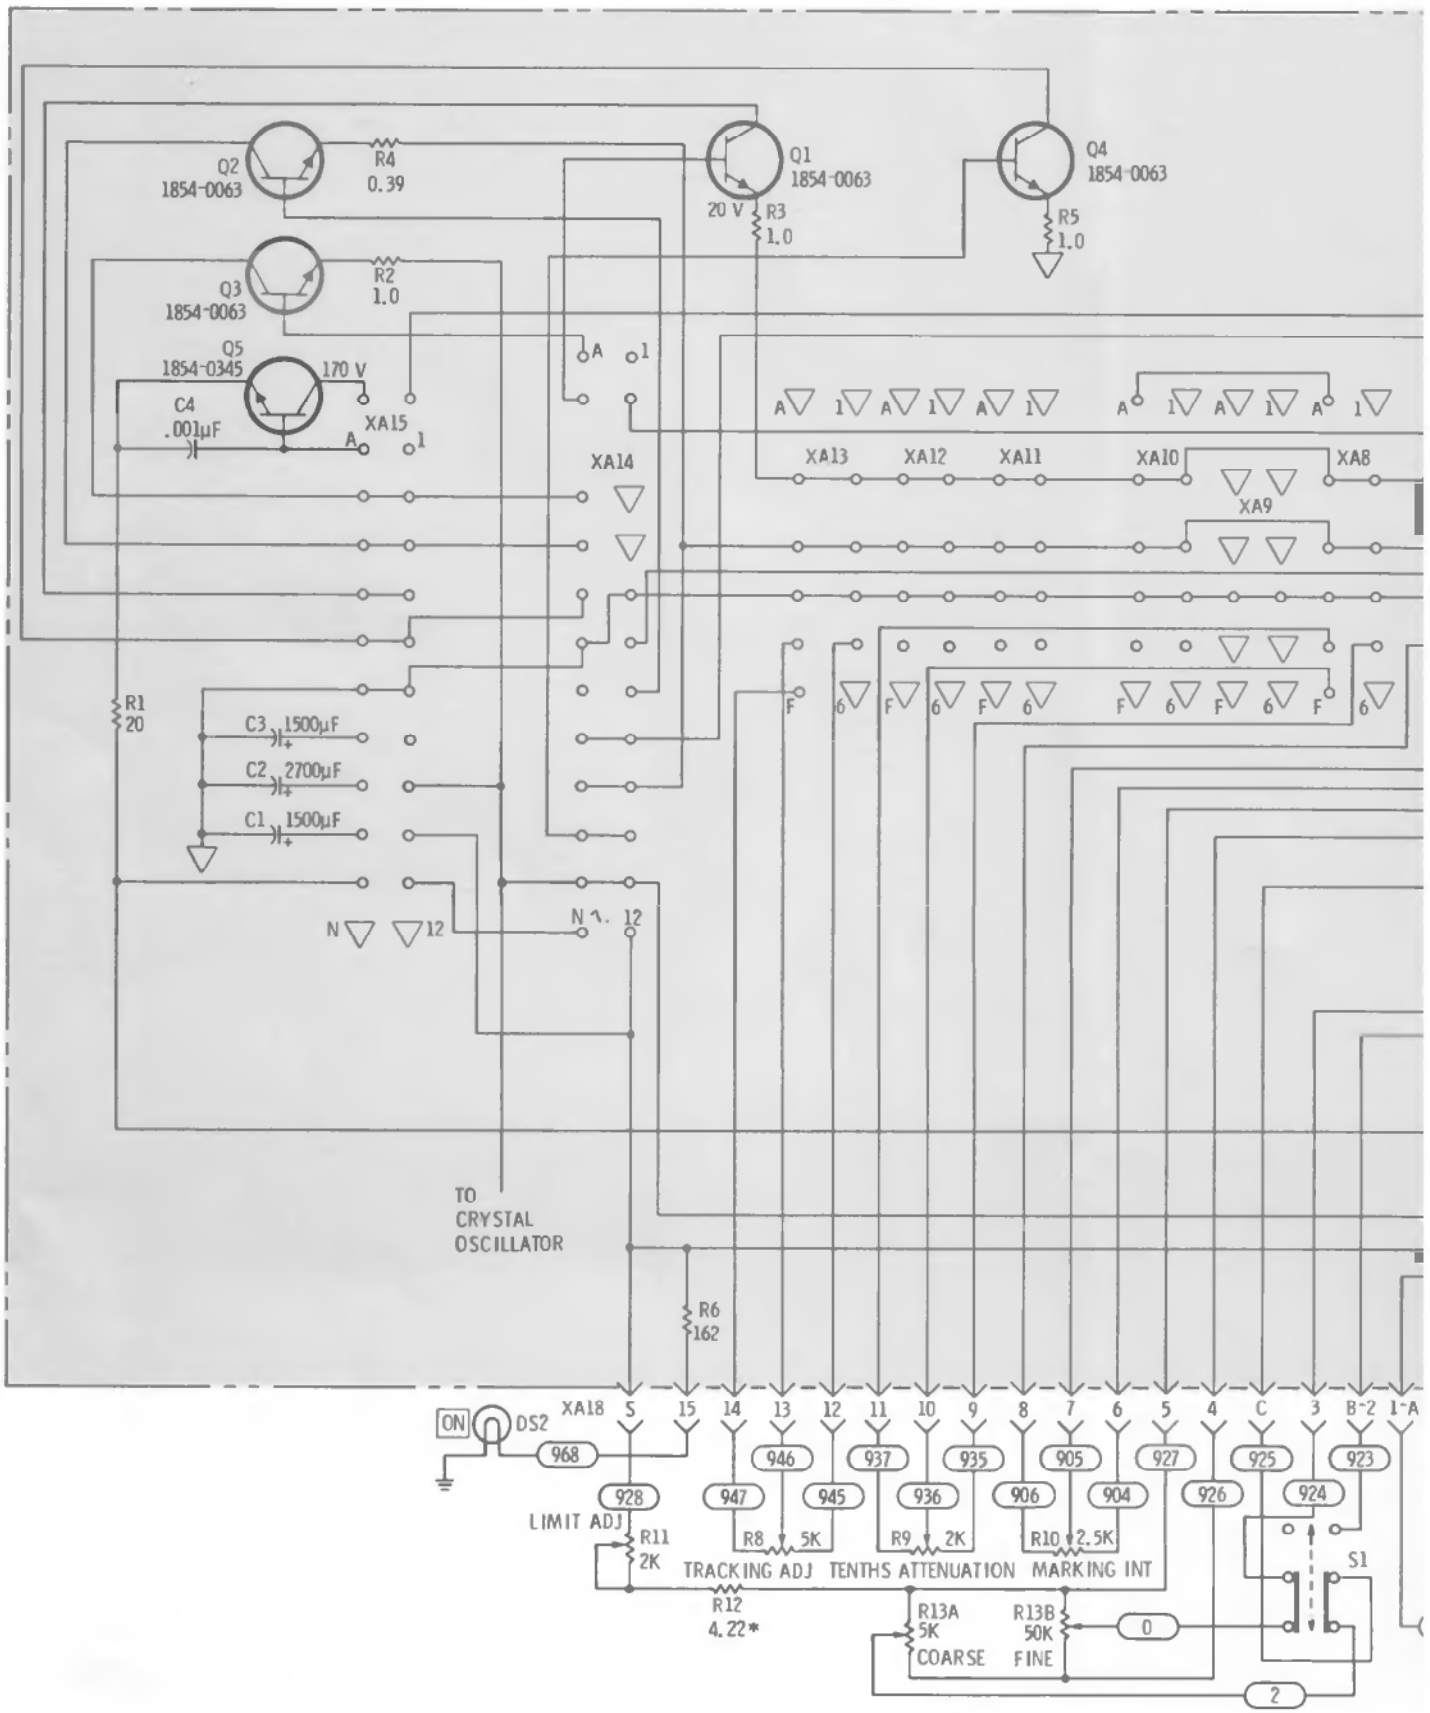 Q2
1854-0063
R4
0.39
Q1
1854-0063
20 V
R3
1.0
Q4
1854-0063
R5
1.0
Q3
1854-0063
R2
1.0
Q5
1854-0345
170 V
C4
.001µF
XA15
A
1
A
1
XA14
A
1
A
1
A
1
A
1
A
1
A
1
XA13
XA12
XA11
XA10
XA8
XA9
F
6
F
6
F
6
F
6
F
6
F
6
R1
20
C3
1500µF
+
C2
2700µF
+
C1
1500µF
+
N
12
N
12
TO
CRYSTAL
OSCILLATOR
R6
162
ON
DS2
XA18
S
15
14
13
12
11
10
9
8
7
6
5
4
C
3
B-2
1-A
968
946
937
935
905
927
925
923
928
947
945
936
906
904
926
924
LIMIT ADJ
R11
2K
R8
5K
R9
2K
R10
2.5K
S1
TRACKING ADJ
TENTHS ATTENUATION
MARKING INT
R12
4.22*
R13A
5K
COARSE
R13B
50K
FINE
0
2